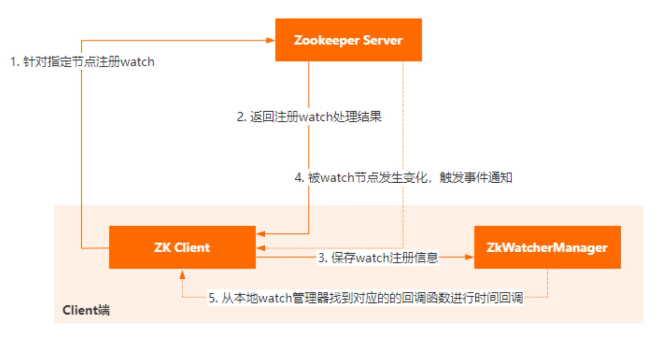 Zookeeper Server
1. 针对指定节点注册watch
2. 返回注册watch处理结果
4. 被watch节点发生变化，触发事件通知
ZK Client
ZkWatcherManager
3. 保存watch注册信息
5. 从本地watch管理器找到对应的的回调函数进行时间回调
Client端